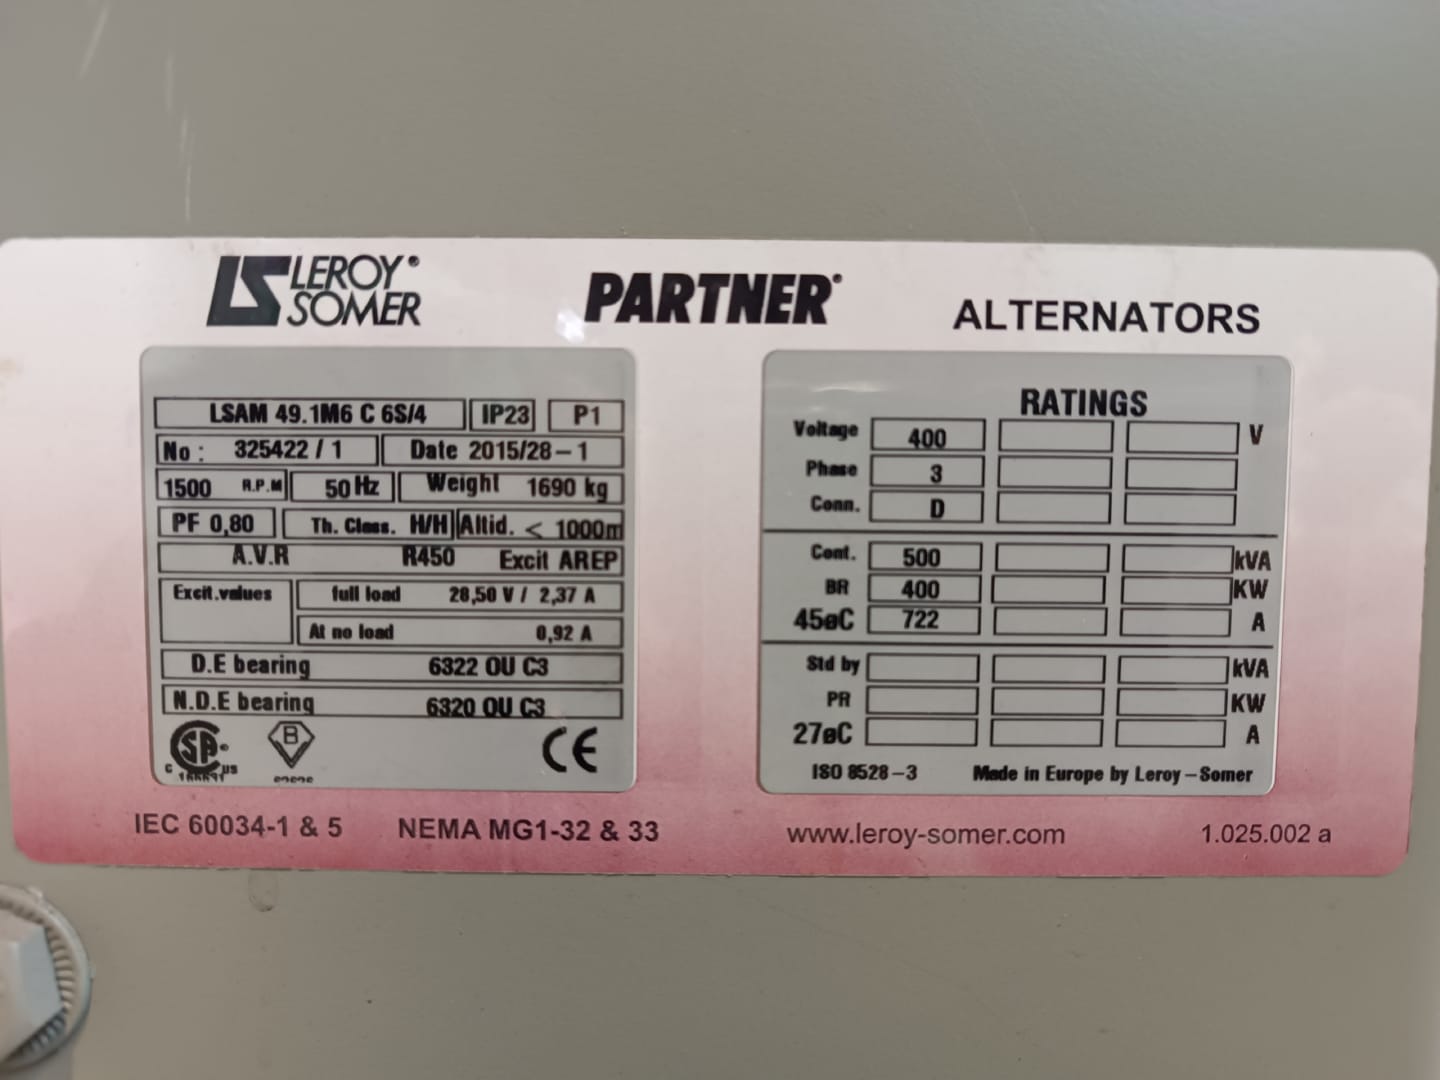 LEROY®
SOMER
PARTNER®
ALTERNATORS
LSAM 49.1M6 C 6S/4 IP23 P1
No : 325422 / 1 Date 2015/28-1
1500 R.P.M 50 Hz Weight 1690 kg
PF 0,80 Th. Class. H/H Altid. < 1000m
A.V.R R450 Excit AREP
Excit.values full load 28,50 V / 2,37 A
At no load 0,92 A
D.E bearing 6322 OU C3
N.D.E bearing 6320 OU C3
SA®
C US
B
CE
RATINGS
Voltage 400 V
Phase 3
Conn. D
Cont. 500 kVA
BR 400 KW
45øC 722 A
Std by kVA
PR KW
27øC A
ISO 8528-3 Made in Europe by Leroy-Somer
IEC 60034-1 & 5 NEMA MG1-32 & 33 www.leroy-somer.com 1.025.002 a